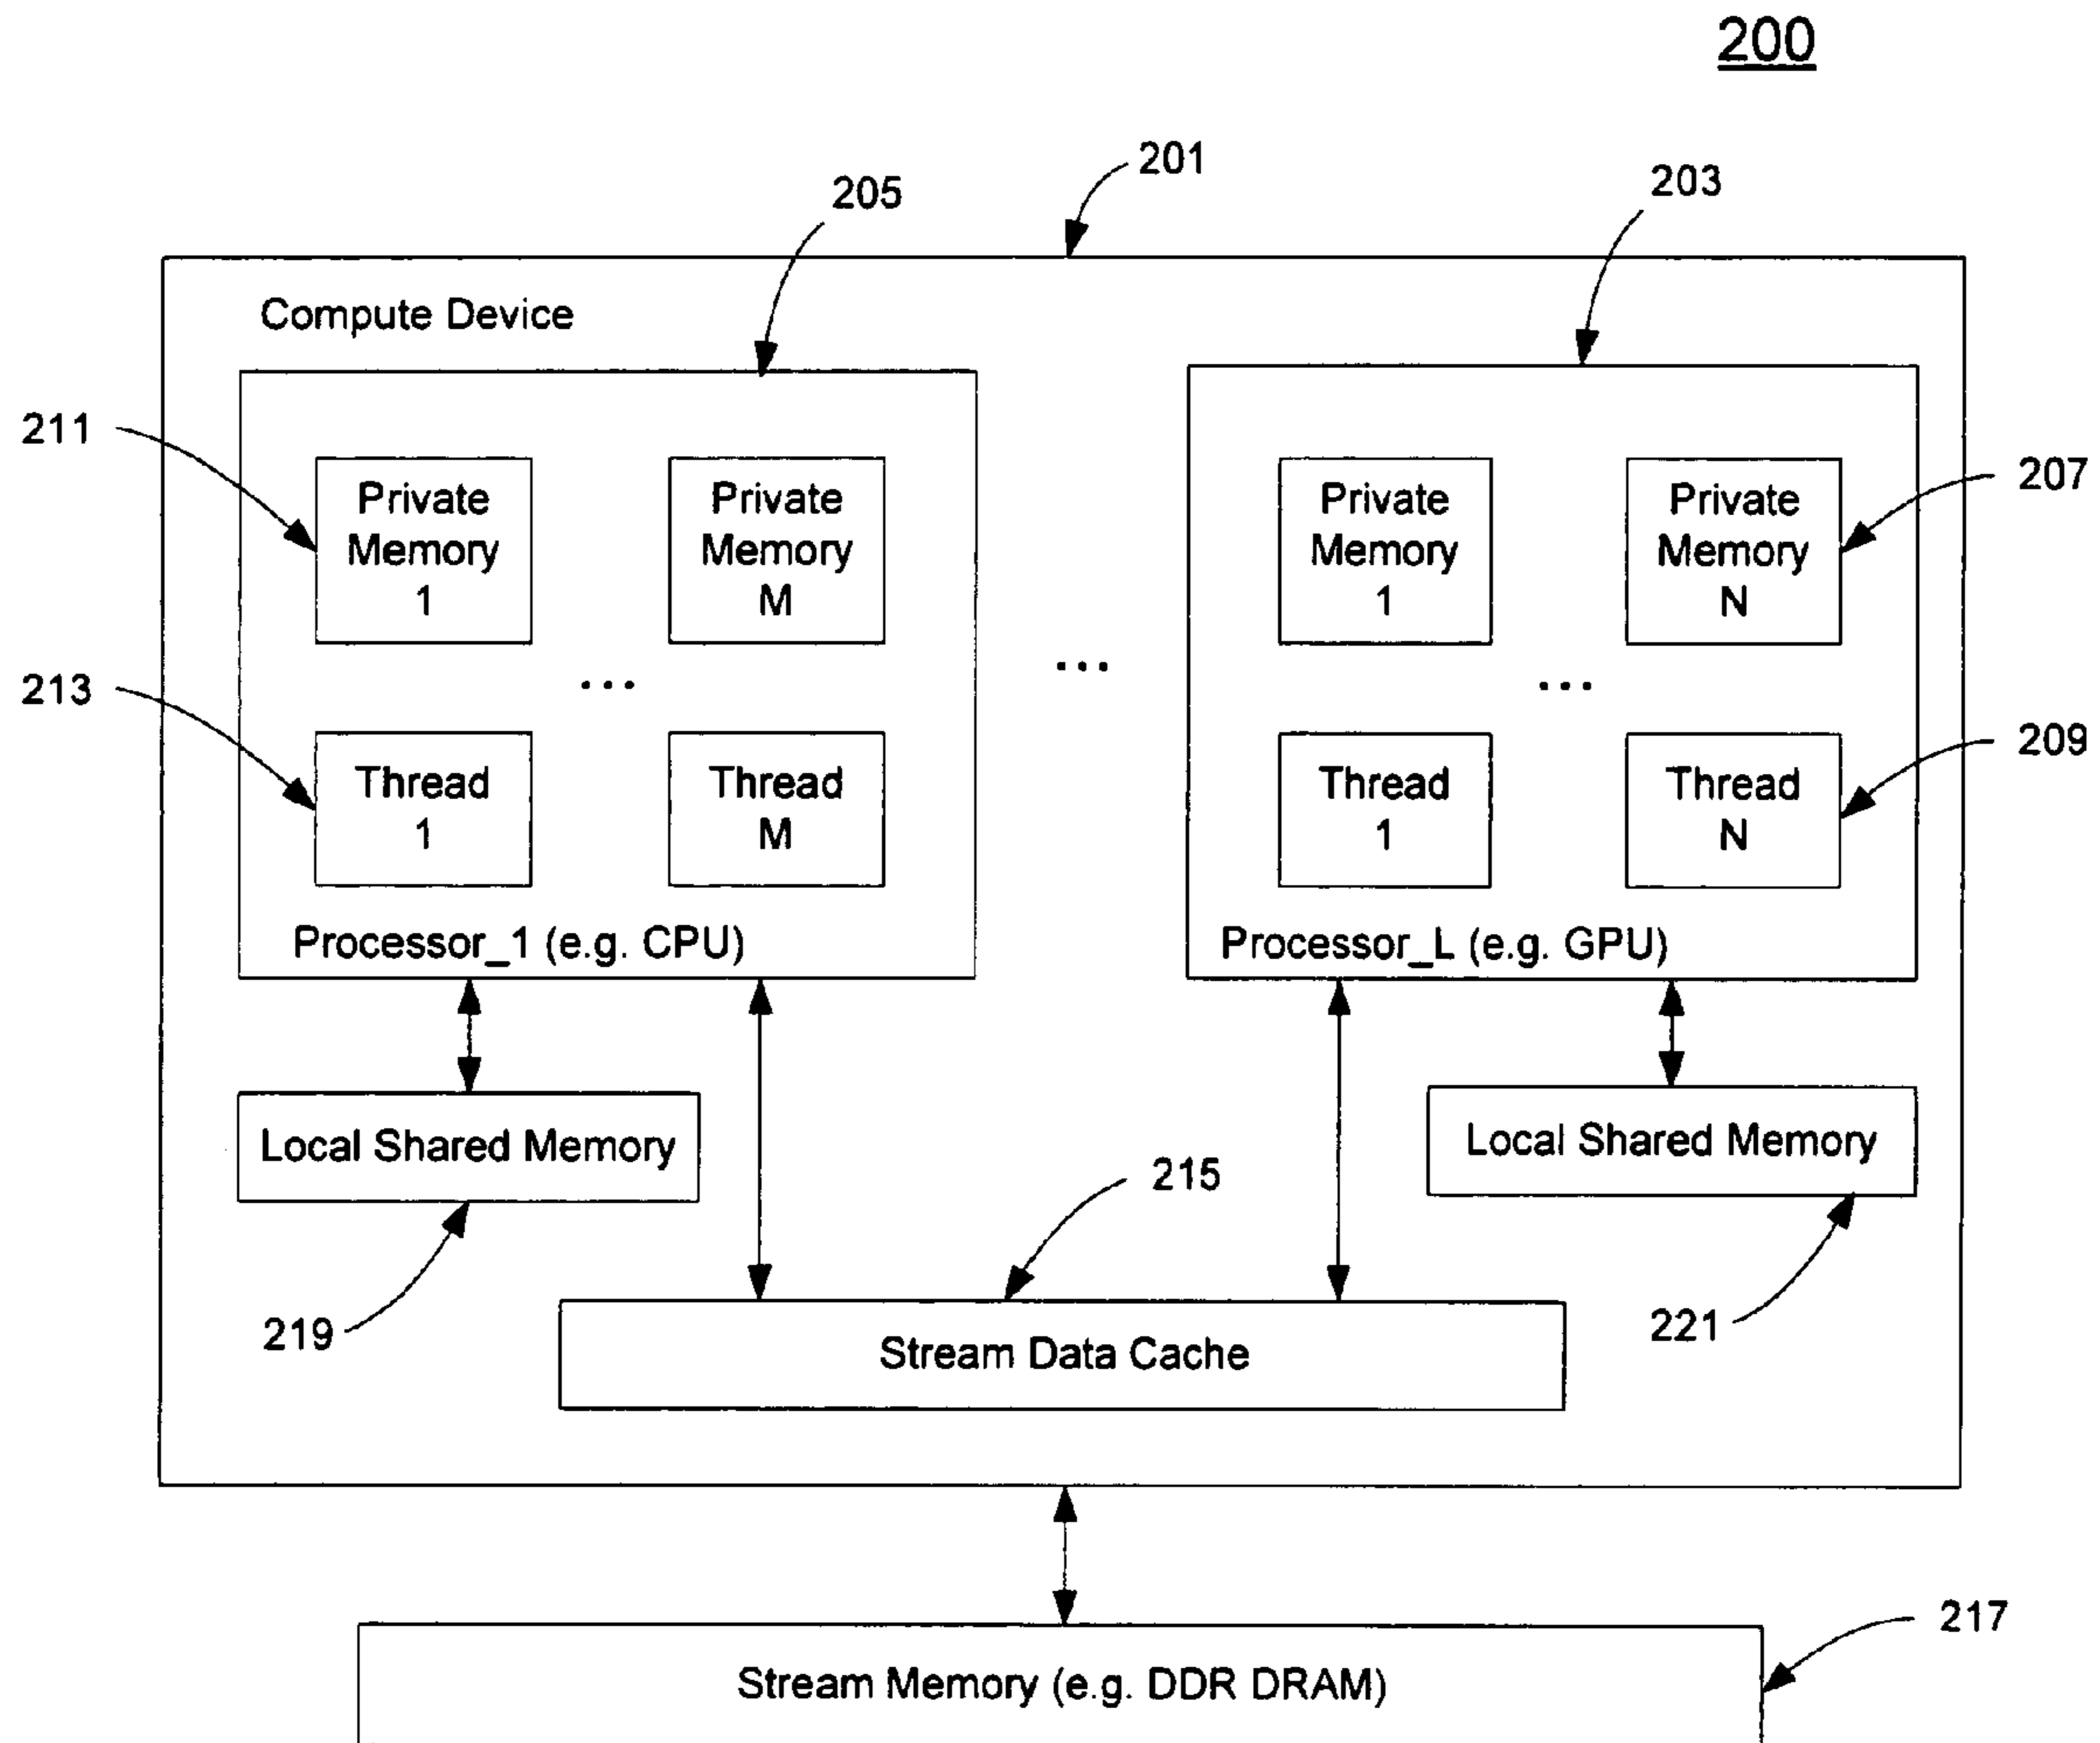 200
201
205
203
Compute Device
211
Private Memory 1
Private Memory M
Private Memory 1
Private Memory N
207
...
...
...
213
Thread 1
Thread M
Thread 1
Thread N
209
Processor_1 (e.g. CPU)
Processor_L (e.g. GPU)
Local Shared Memory
Local Shared Memory
215
219
221
Stream Data Cache
217
Stream Memory (e.g. DDR DRAM)